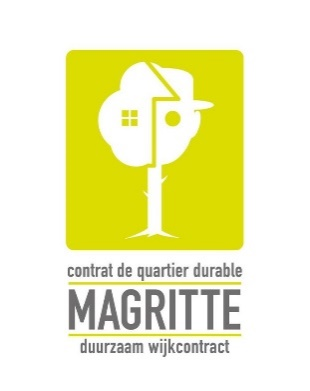 contrat de quartier durable
MAGRITTE
duurzaam wijkcontract